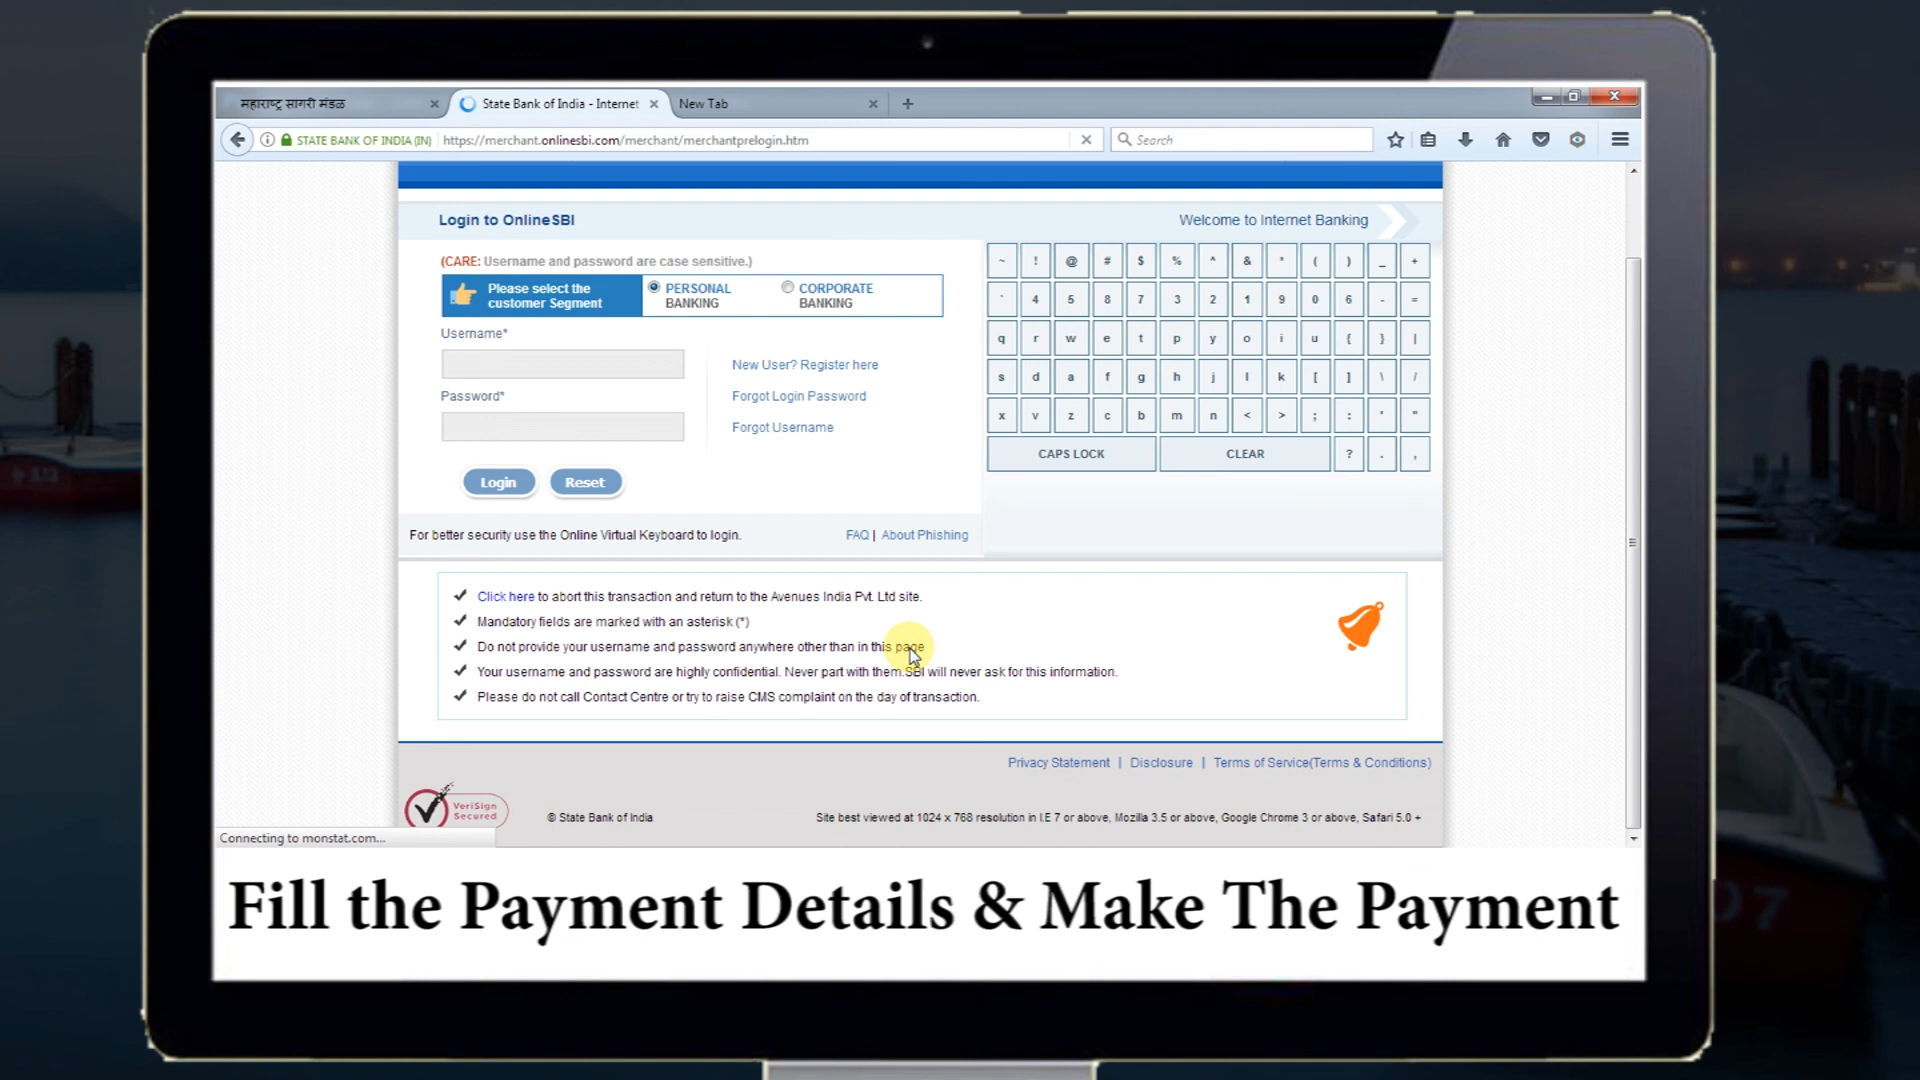 महाराष्ट्र सागरी मंडळ
State Bank of India - Internet
New Tab
STATE BANK OF INDIA (IN)
https://merchant.onlinesbi.com/merchant/merchantprelogin.htm
Search
Login to OnlineSBI
Welcome to Internet Banking
(CARE: Username and password are case sensitive.)
Please select the
customer Segment
PERSONAL
BANKING
CORPORATE
BANKING
Username*
New User? Register here
Password*
Forgot Login Password
Forgot Username
Login
Reset
For better security use the Online Virtual Keyboard to login.
FAQ | About Phishing
~ ! @ # $ % ^ & * ( ) _ +
` 4 5 8 7 3 2 1 9 0 6 - =
q r w e t p y o i u { } |
s d a f g h j l k [ ] \ /
x v z c b m n < > ; : ' "
CAPS LOCK CLEAR ? . ,
Click here to abort this transaction and return to the Avenues India Pvt. Ltd site.
Mandatory fields are marked with an asterisk (*)
Do not provide your username and password anywhere other than in this page
Your username and password are highly confidential. Never part with them.SBI will never ask for this information.
Please do not call Contact Centre or try to raise CMS complaint on the day of transaction.
Privacy Statement | Disclosure | Terms of Service(Terms & Conditions)
VeriSign
Secured
© State Bank of India
Site best viewed at 1024 x 768 resolution in I.E 7 or above, Mozilla 3.5 or above, Google Chrome 3 or above, Safari 5.0 +
Connecting to monstat.com...
Fill the Payment Details & Make The Payment